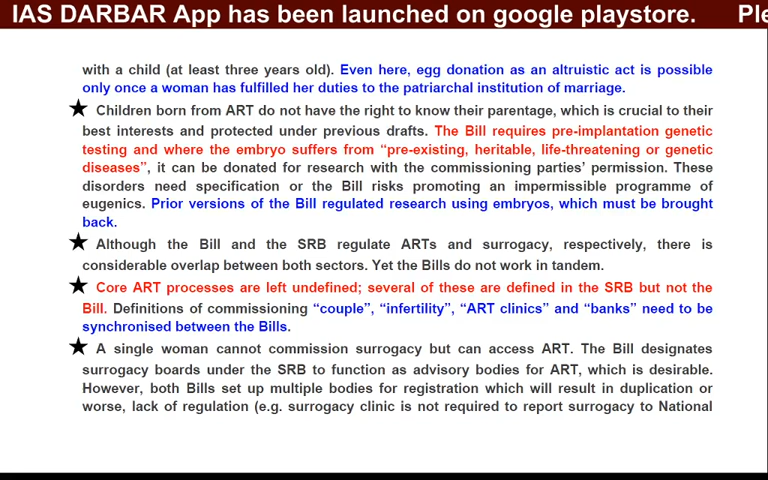 IAS DARBAR App has been launched on google playstore. Ple
with a child (at least three years old). Even here, egg donation as an altruistic act is possible
only once a woman has fulfilled her duties to the patriarchal institution of marriage.
Children born from ART do not have the right to know their parentage, which is crucial to their
best interests and protected under previous drafts. The Bill requires pre-implantation genetic
testing and where the embryo suffers from “pre-existing, heritable, life-threatening or genetic
diseases”, it can be donated for research with the commissioning parties’ permission. These
disorders need specification or the Bill risks promoting an impermissible programme of
eugenics. Prior versions of the Bill regulated research using embryos, which must be brought
back.
Although the Bill and the SRB regulate ARTs and surrogacy, respectively, there is
considerable overlap between both sectors. Yet the Bills do not work in tandem.
Core ART processes are left undefined; several of these are defined in the SRB but not the
Bill. Definitions of commissioning “couple”, “infertility”, “ART clinics” and “banks” need to be
synchronised between the Bills.
A single woman cannot commission surrogacy but can access ART. The Bill designates
surrogacy boards under the SRB to function as advisory bodies for ART, which is desirable.
However, both Bills set up multiple bodies for registration which will result in duplication or
worse, lack of regulation (e.g. surrogacy clinic is not required to report surrogacy to National